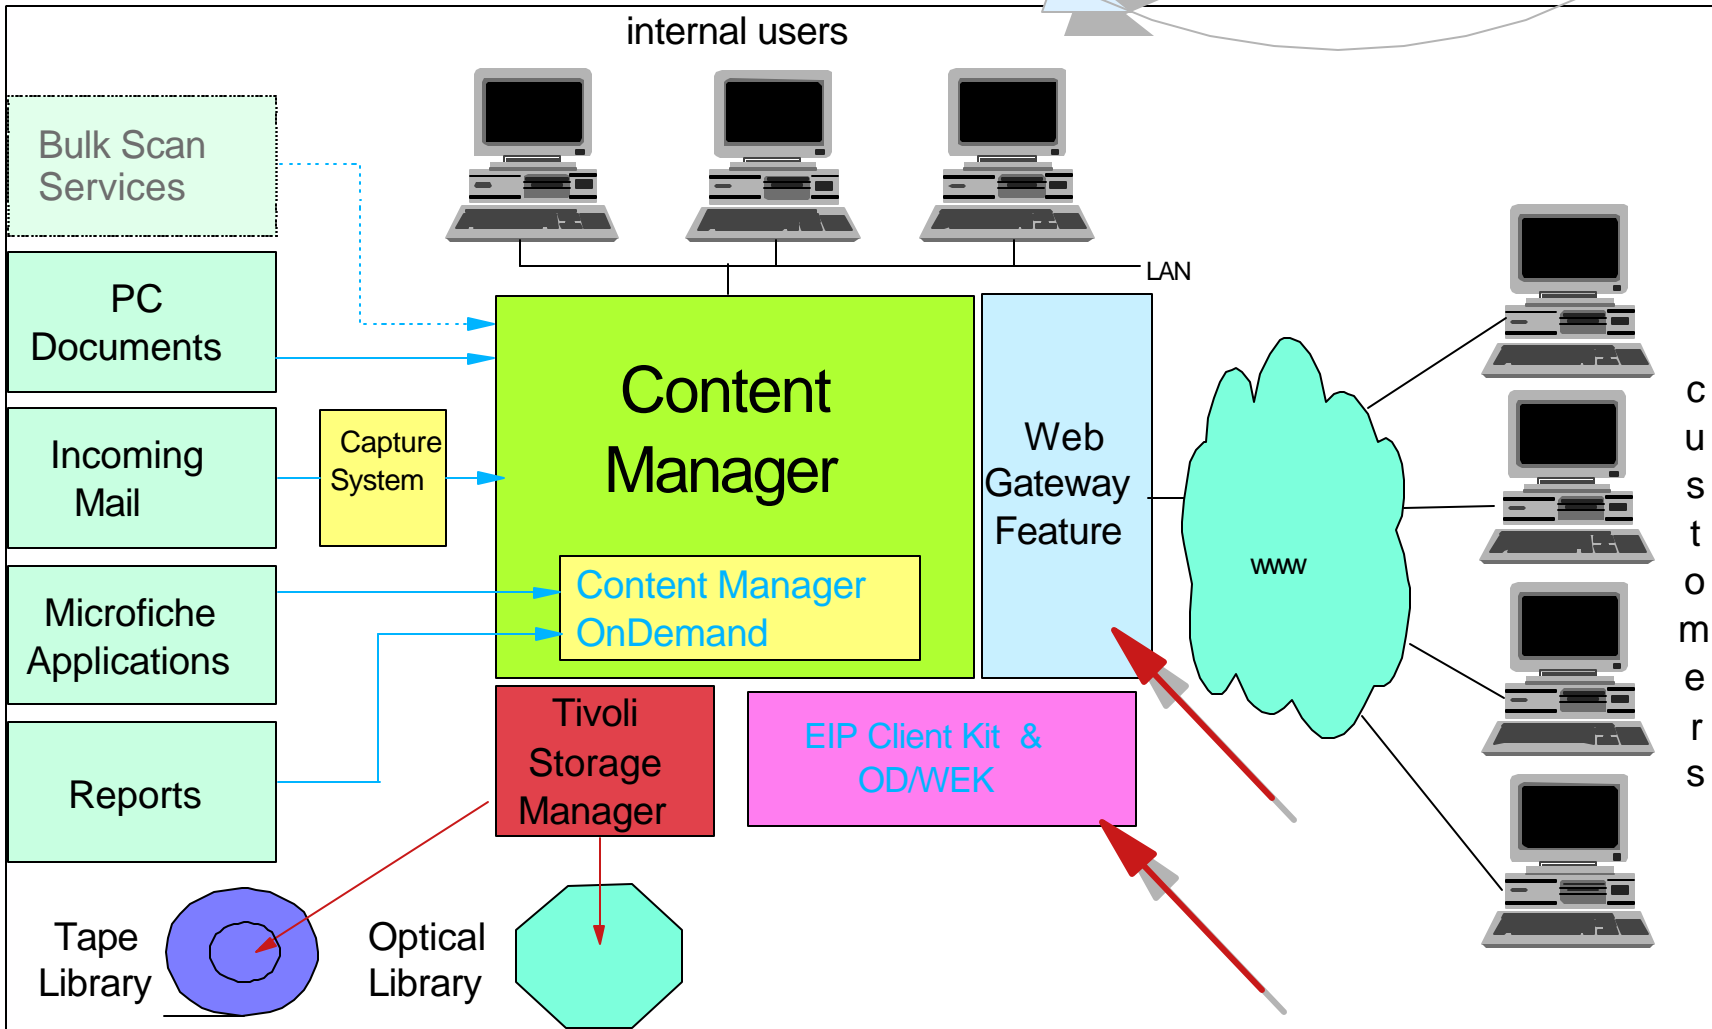 internal users
Bulk Scan
Services
LAN
PC
Documents
Content
Manager
Incoming
Mail
Capture
System
Web
Gateway
Feature
www
customers
Microfiche
Applications
Content Manager
OnDemand
Reports
Tivoli
Storage
Manager
EIP Client Kit &
OD/WEK
Tape
Library
Optical
Library